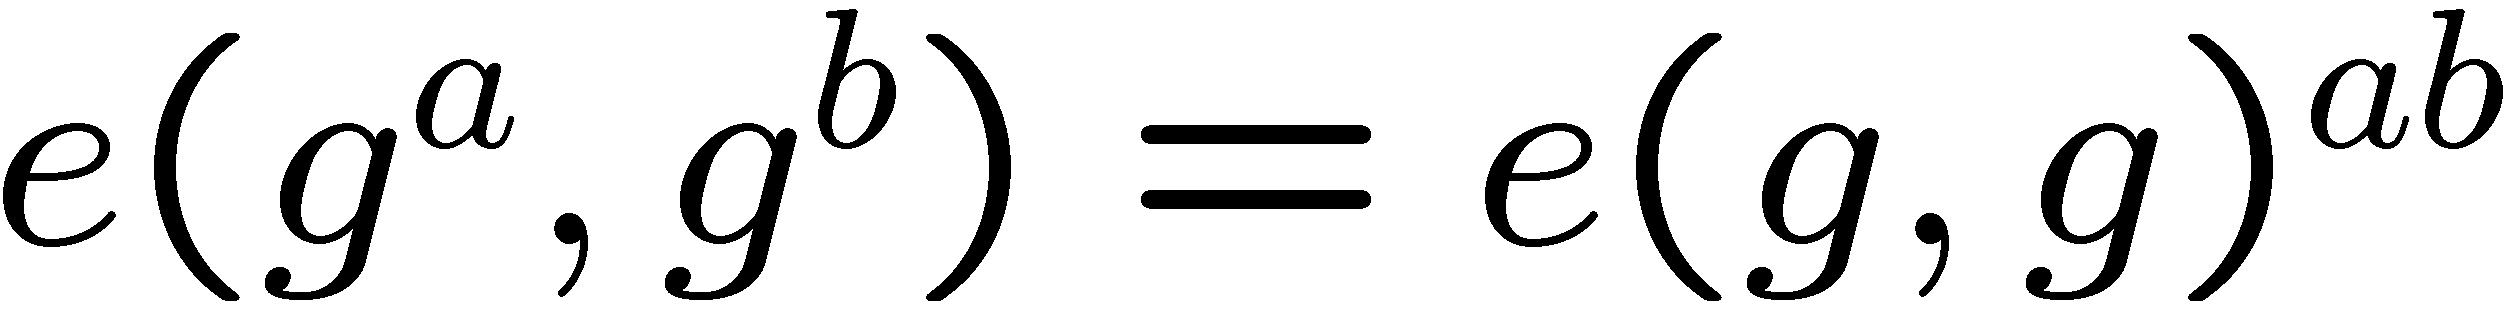 e(g^a, g^b) = e(g, g)^{ab}